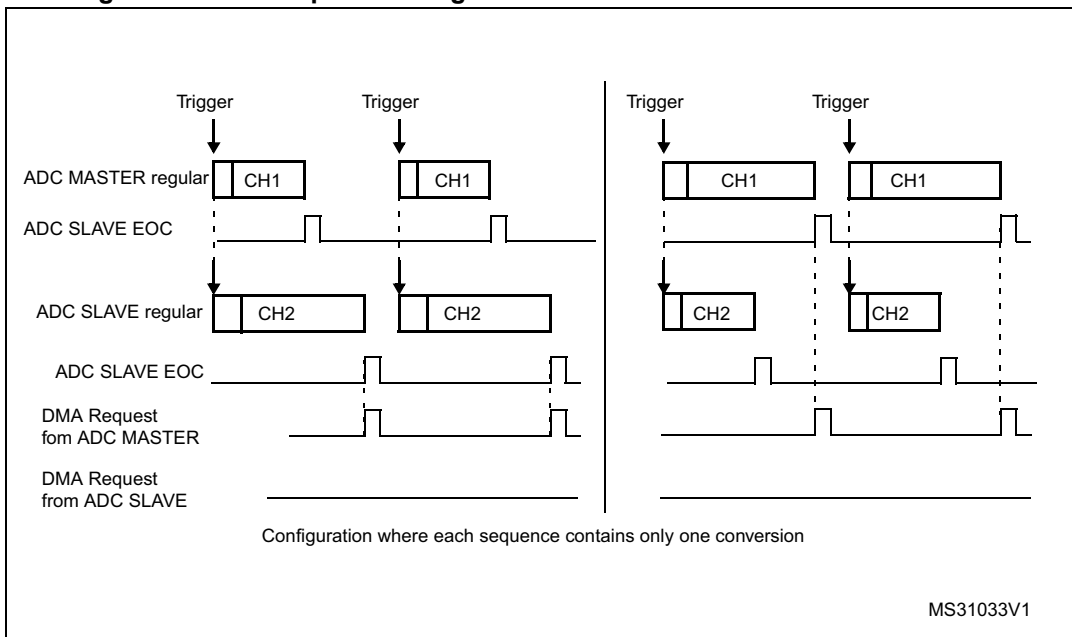 Trigger Trigger Trigger Trigger
ADC MASTER regular CH1 CH1 CH1 CH1
ADC SLAVE EOC
ADC SLAVE regular CH2 CH2 CH2 CH2
ADC SLAVE EOC
DMA Request
fom ADC MASTER
DMA Request
from ADC SLAVE
Configuration where each sequence contains only one conversion
MS31033V1